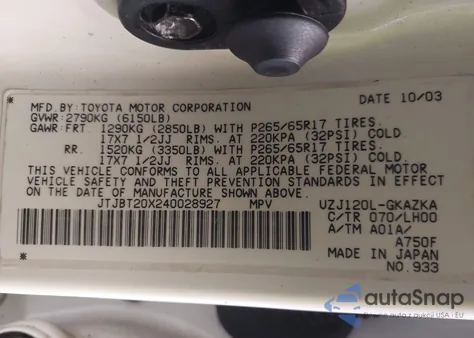 MFD.BY:TOYOTA MOTOR CORPORATION DATE 10/03
GVWR:2790KG (6150LB)
GAWR:FRT. 1290KG (2850LB) WITH P265/65R17 TIRES.
17X7 1/2JJ RIMS. AT 220KPA (32PSI) COLD
RR. 1520KG (3350LB) WITH P265/65R17 TIRES.
17X7 1/2JJ RIMS. AT 220KPA (32PSI) COLD
THIS VEHICLE CONFORMS TO ALL APPLICABLE FEDERAL MOTOR
VEHICLE SAFETY AND THEFT PREVENTION STANDARDS IN EFFECT
ON THE DATE OF MANUFACTURE SHOWN ABOVE.
JTJBT20X240028927 MPV UZJ120L-GKAZKA
C/TR 070/LH00
A/TM A01A/
A750F
MADE IN JAPAN
NO.933
autoSnap